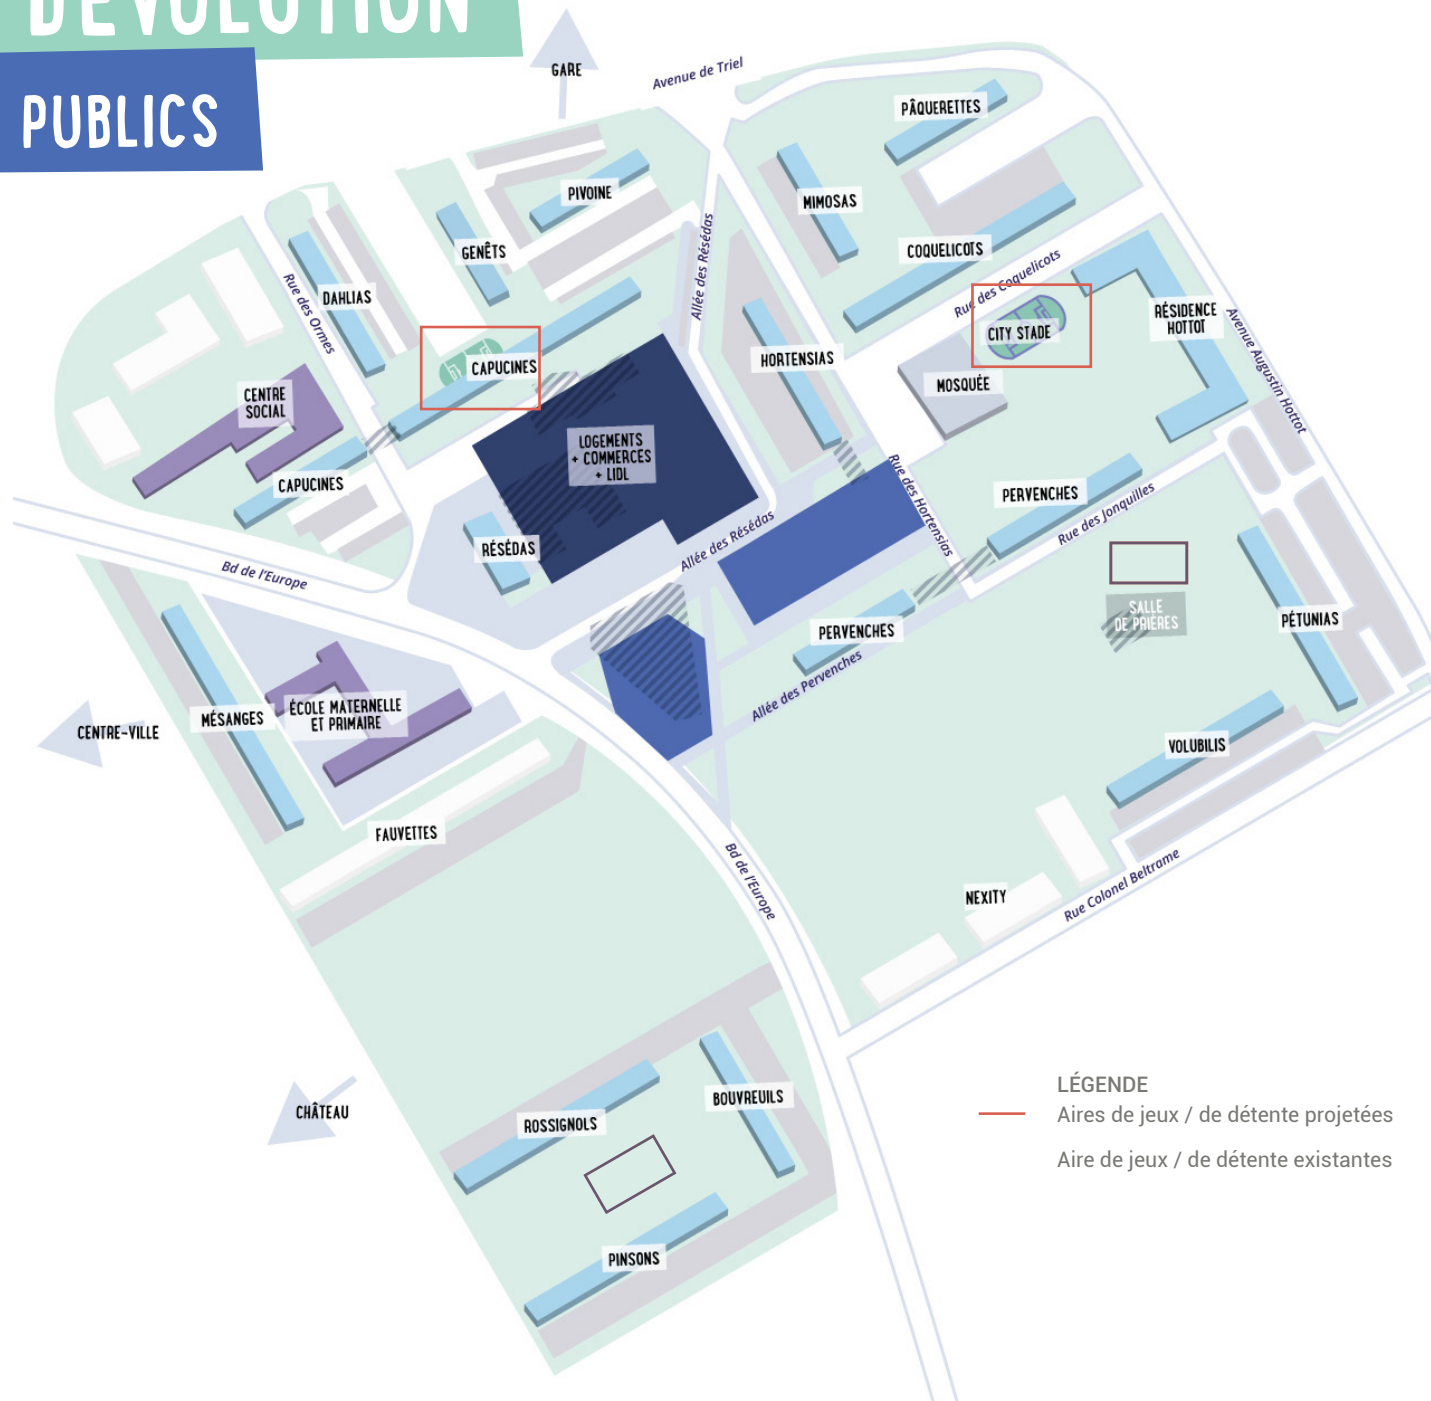 D'ÉVOLUTION
PUBLICS
GARE
Avenue de Triel
PÂQUERETTES
PIVOINE
MIMOSAS
GENÊTS
Allée des Résédas
COQUELICOTS
Rue des Coquelicots
DAHLIAS
Rue des Ormes
RÉSIDENCE
HOTTOT
CITY STADE
Avenue Augustin Hottot
CAPUCINES
HORTENSIAS
MOSQUÉE
CENTRE
SOCIAL
LOGEMENTS
+ COMMERCES
+ LIDL
CAPUCINES
PERVENCHES
Rue des Hortensias
Rue des Jonquilles
RÉSÉDAS
Allée des Résédas
Bd de l'Europe
SALLE
DE PRIÈRES
PÉTUNIAS
PERVENCHES
Allée des Pervenches
MÉSANGES
ÉCOLE MATERNELLE
ET PRIMAIRE
CENTRE-VILLE
VOLUBILIS
FAUVETTES
Bd de l'Europe
NEXITY
Rue Colonel Beltrame
CHÂTEAU
ROSSIGNOLS
BOUVREUILS
PINSONS
LÉGENDE
Aires de jeux / de détente projetées
Aire de jeux / de détente existantes